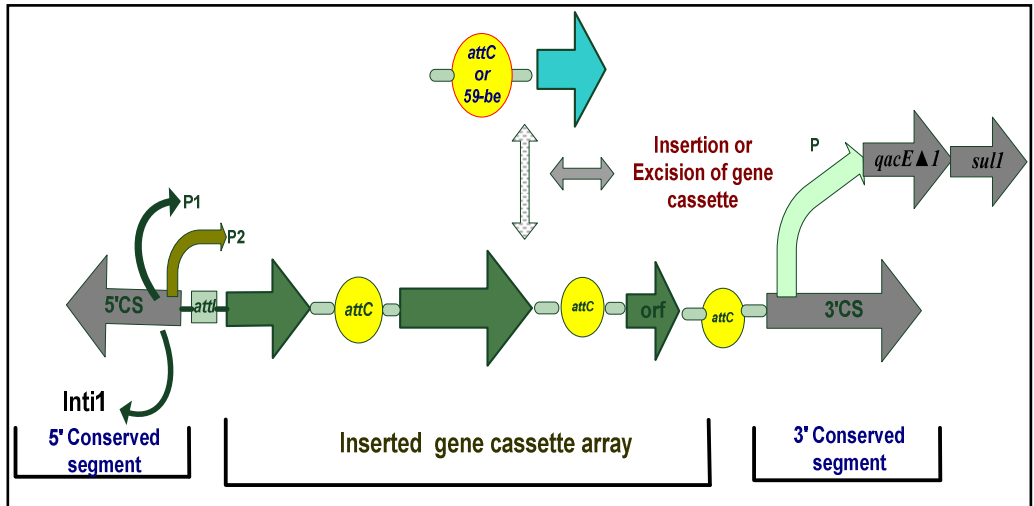 attC
or
59-be
Insertion or
Excision of gene
cassette
P
qacE▲1
sul1
P1
P2
5'CS
attI
attC
attC
orf
attC
3'CS
Inti1
5' Conserved
segment
Inserted gene cassette array
3' Conserved
segment